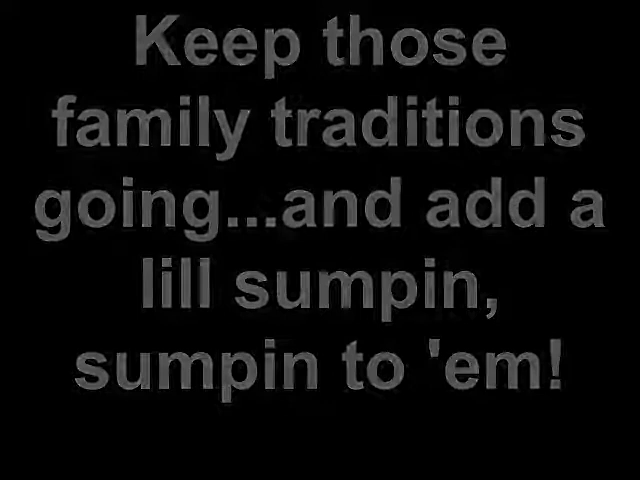 Keep those
family traditions
going...and add a
lill sumpin,
sumpin to 'em!